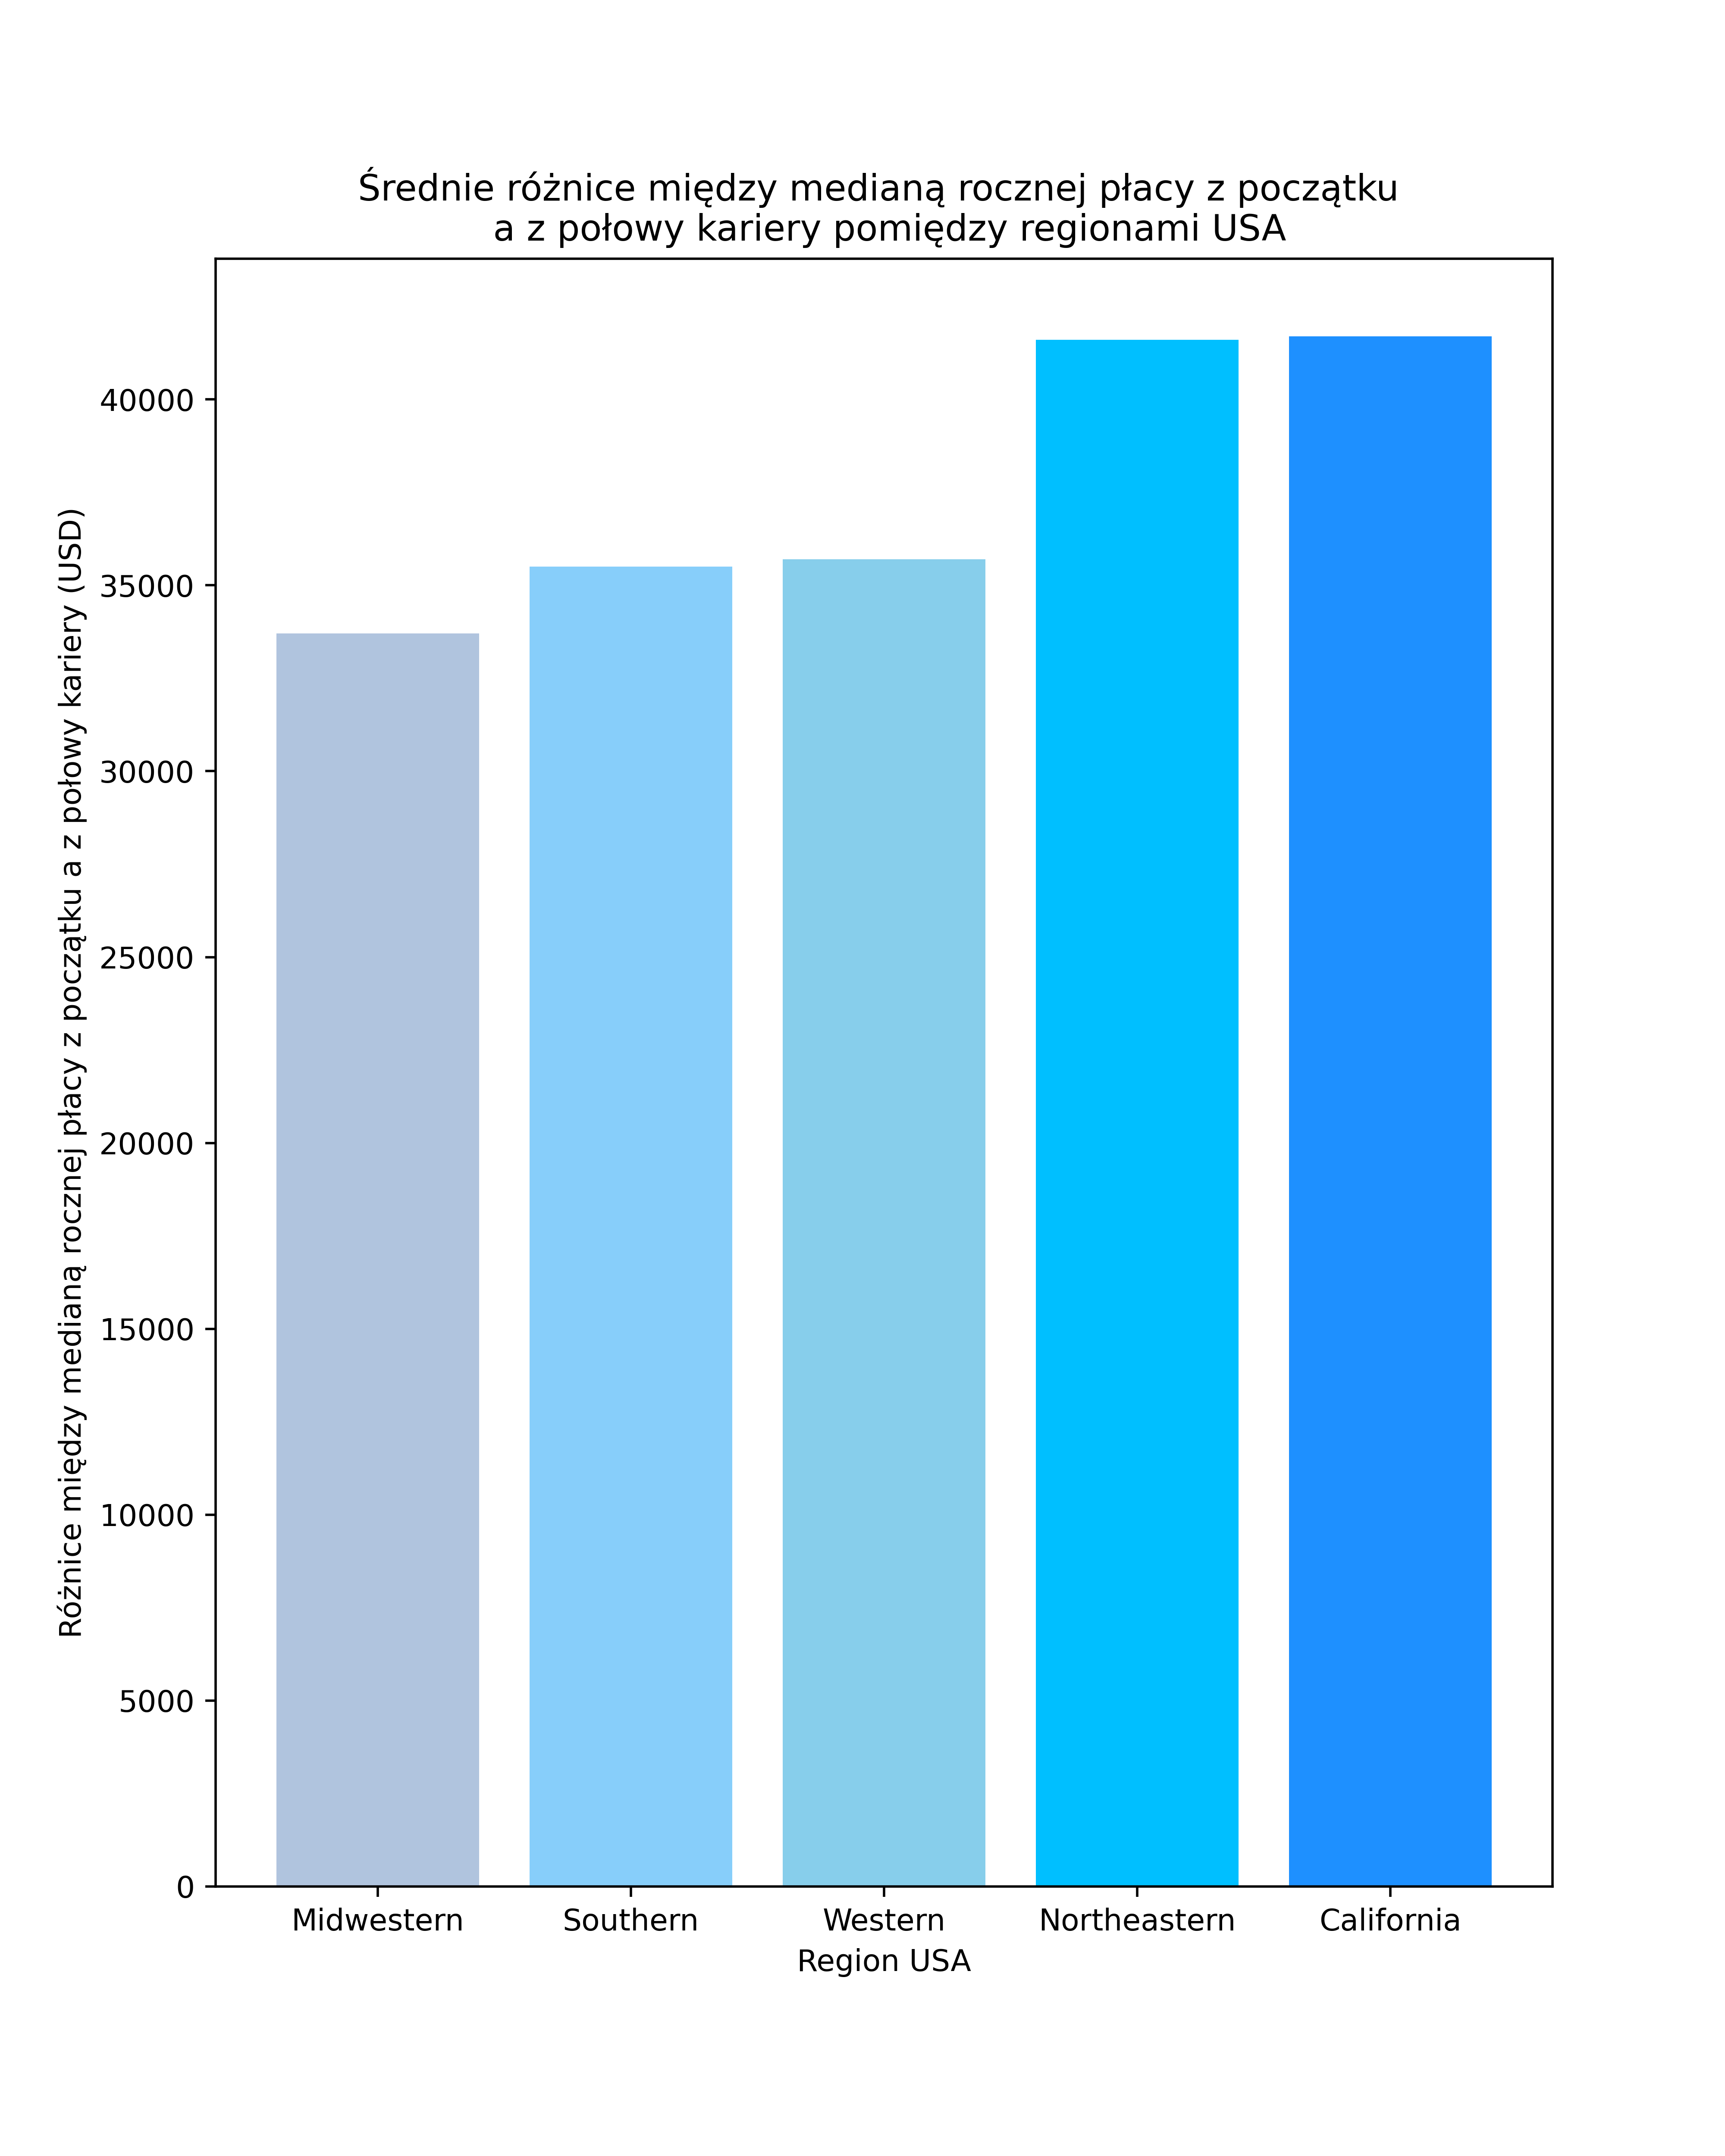 Średnie różnice między medianą rocznej płacy z początku
a z połowy kariery pomiędzy regionami USA
Różnice między medianą rocznej płacy z początku a z połowy kariery (USD)
40000
35000
30000
25000
20000
15000
10000
5000
0
Midwestern Southern Western Northeastern California
Region USA